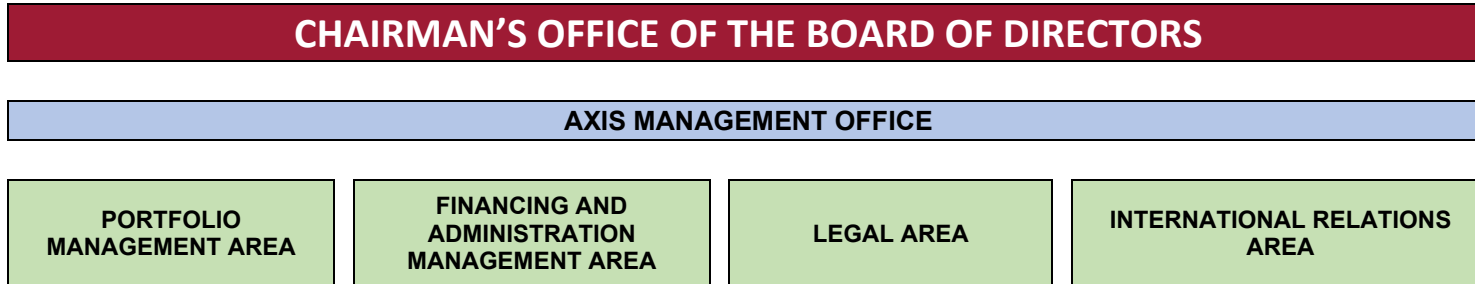 CHAIRMAN’S OFFICE OF THE BOARD OF DIRECTORS
AXIS MANAGEMENT OFFICE
PORTFOLIO
MANAGEMENT AREA
FINANCING AND
ADMINISTRATION
MANAGEMENT AREA
LEGAL AREA
INTERNATIONAL RELATIONS
AREA